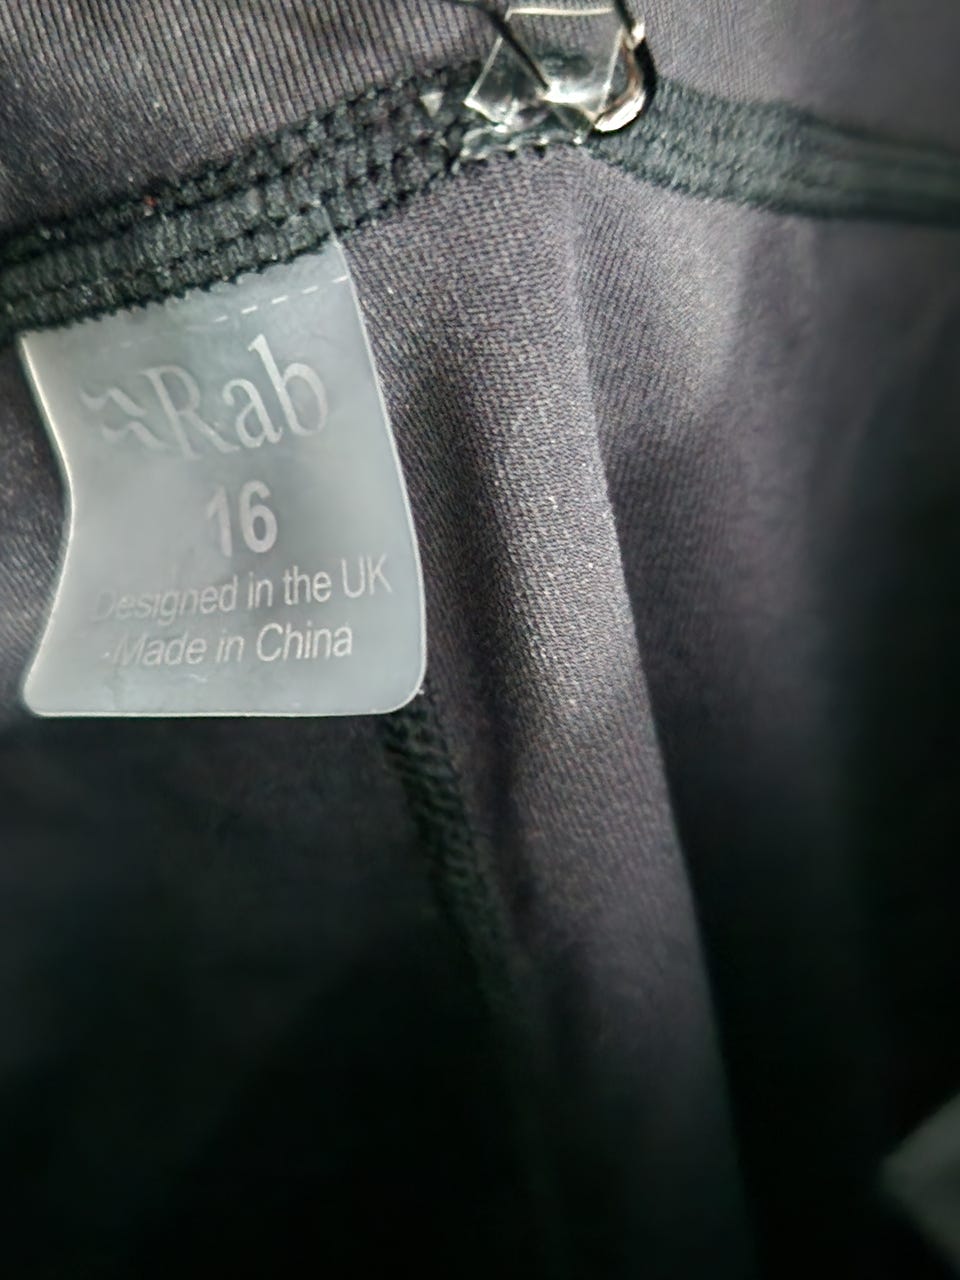 Rab
16
Designed in the UK
Made in China